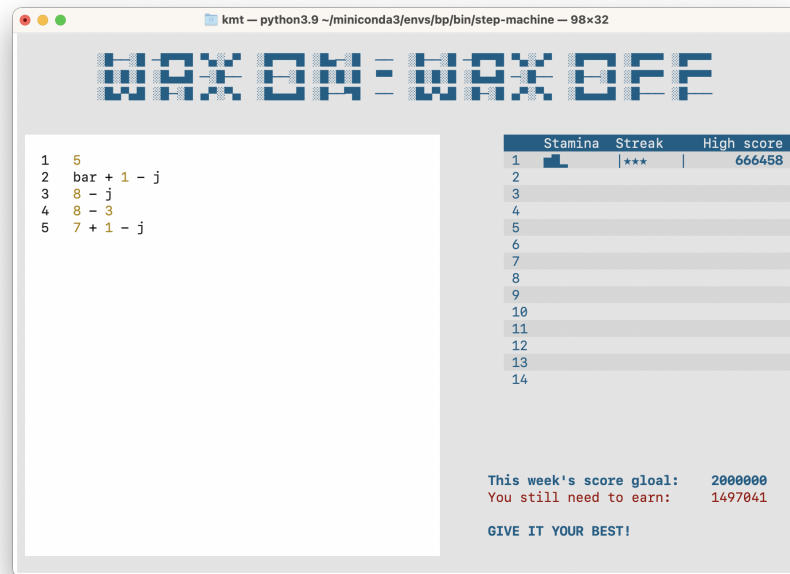 kmt — python3.9 ~/miniconda3/envs/bp/bin/step-machine — 98×32
WAX ON - WAX OFF
1 5
2 bar + 1 – j
3 8 – j
4 8 – 3
5 7 + 1 – j
Stamina Streak High score
1 |★★★ | 666458
2
3
4
5
6
7
8
9
10
11
12
13
14
This week's score gloal: 2000000
You still need to earn: 1497041
GIVE IT YOUR BEST!